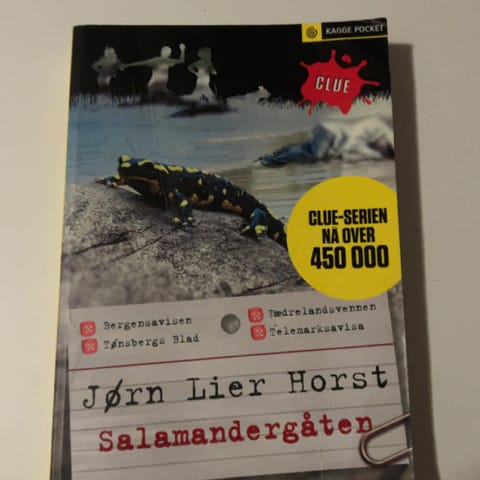 KAGGE POCKET
CLUE
CLUE-SERIEN
NÅ OVER
450 000
Bergensavisen
Tønsbergs Blad
Fædrelandsvennen
Telemarksavisa
Jørn Lier Horst
Salamandergåten